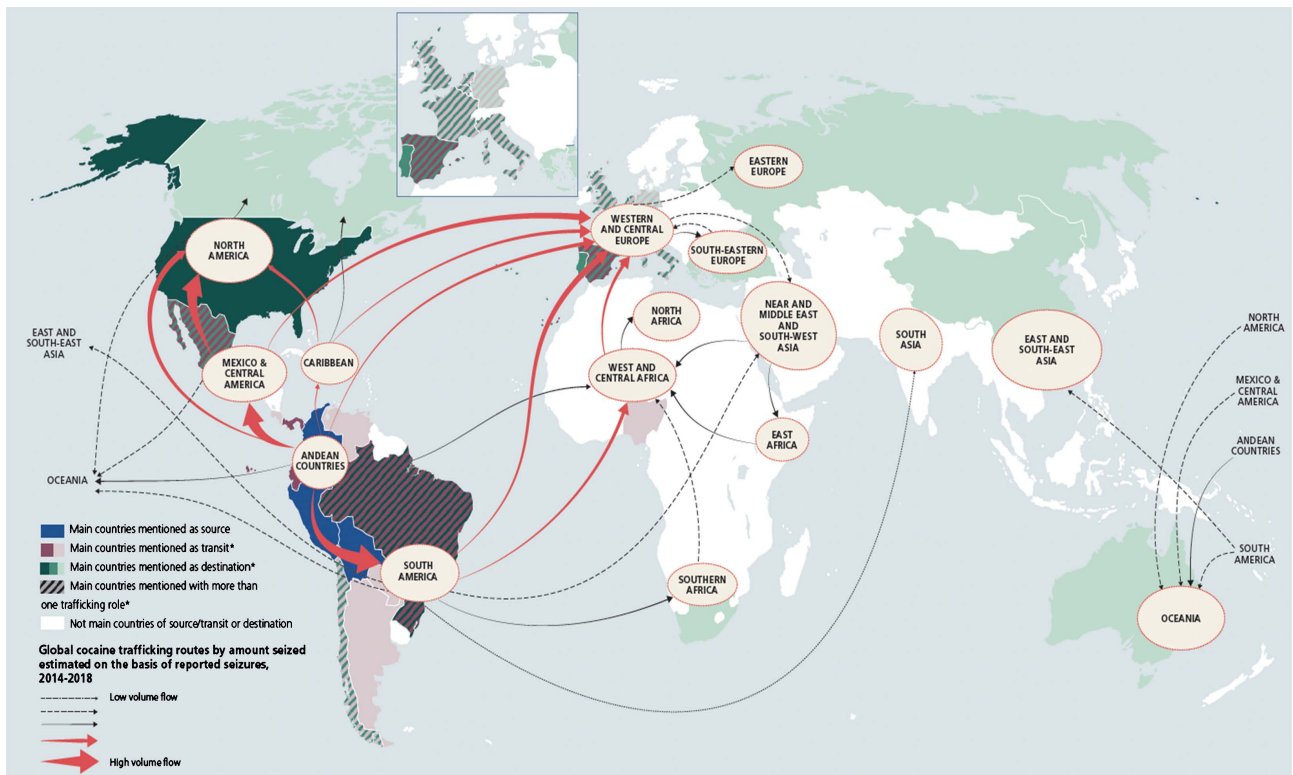 EASTERN
EUROPE
WESTERN
AND CENTRAL
EUROPE
NORTH
AMERICA
SOUTH-EASTERN
EUROPE
NORTH
AFRICA
NEAR AND
MIDDLE EAST
AND
SOUTH-WEST
ASIA
SOUTH
ASIA
EAST AND
SOUTH-EAST
ASIA
NORTH
AMERICA
EAST AND
SOUTH-EAST
ASIA
MEXICO &
CENTRAL
AMERICA
CARIBBEAN
WEST AND
CENTRAL AFRICA
MEXICO &
CENTRAL
AMERICA
EAST
AFRICA
ANDEAN
COUNTRIES
ANDEAN
COUNTRIES
OCEANIA
SOUTH
AMERICA
SOUTHERN
AFRICA
SOUTH
AMERICA
OCEANIA
Main countries mentioned as source
Main countries mentioned as transit*
Main countries mentioned as destination*
Main countries mentioned with more than
one trafficking role*
Not main countries of source/transit or destination
Global cocaine trafficking routes by amount seized
estimated on the basis of reported seizures,
2014-2018
Low volume flow
High volume flow